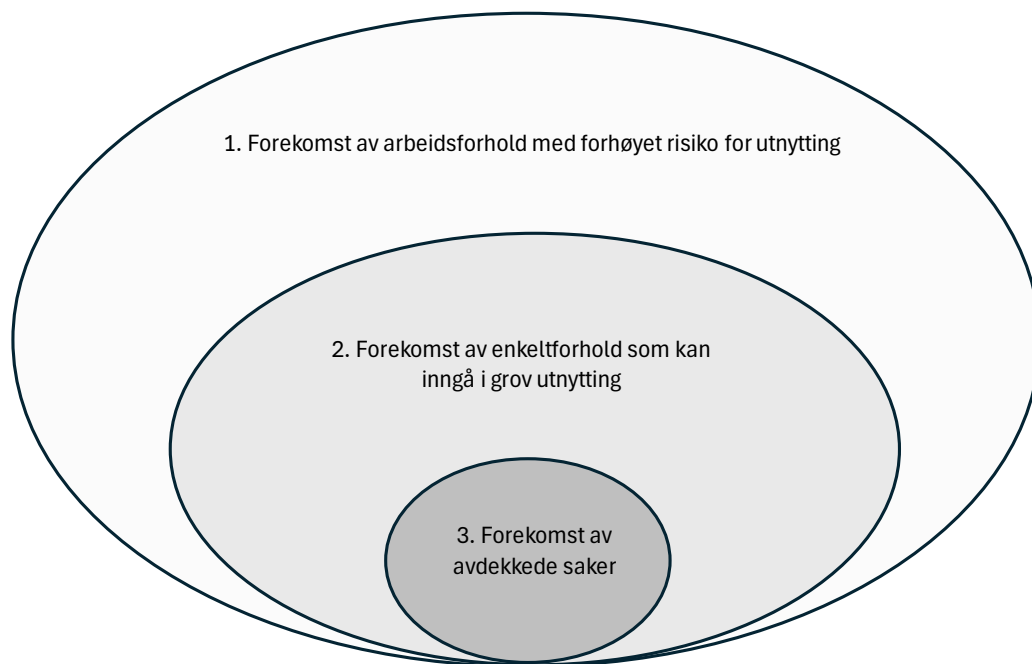 1. Forekomst av arbeidsforhold med forhøyet risiko for utnytting
2. Forekomst av enkeltforhold som kan
inngå i grov utnytting
3. Forekomst av
avdekkede saker